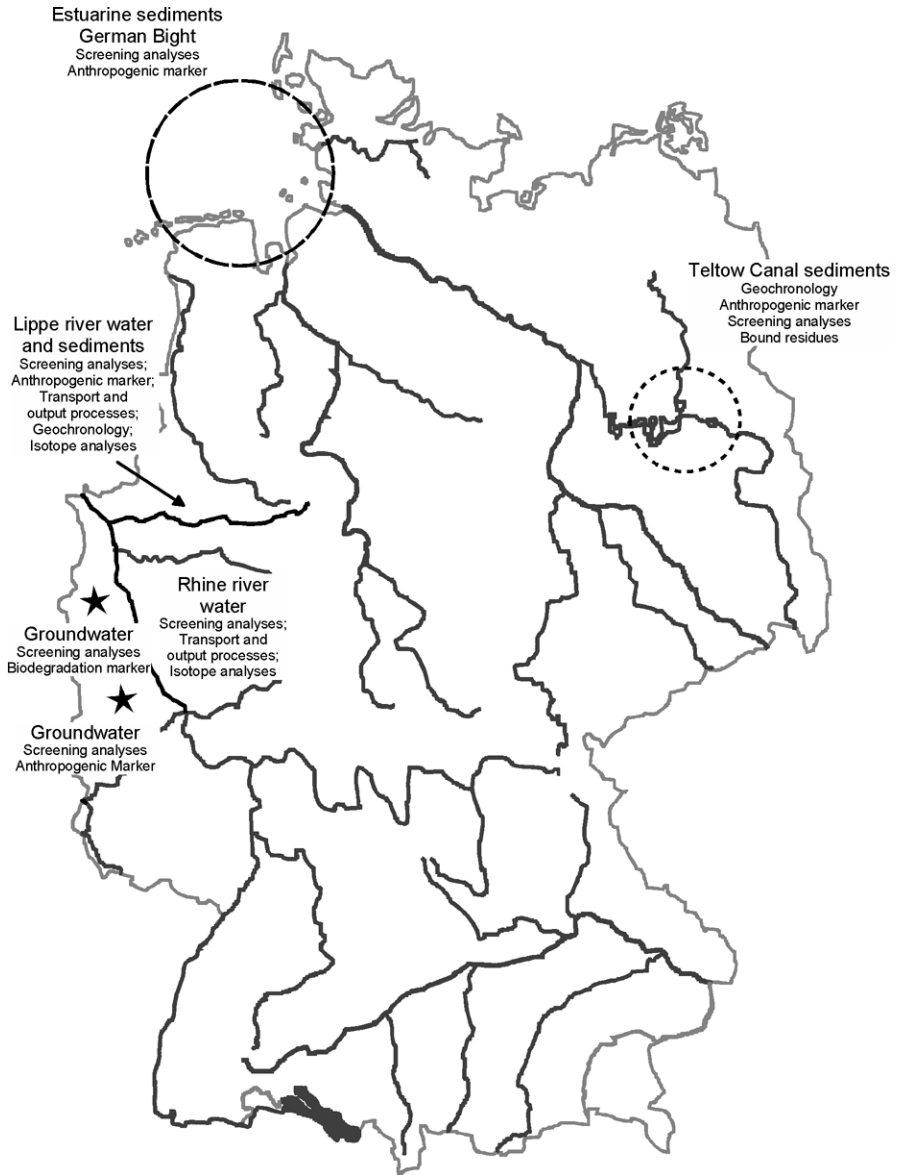 Estuarine sediments
German Bight
Screening analyses
Anthropogenic marker
Teltow Canal sediments
Geochronology
Anthropogenic marker
Screening analyses
Bound residues
Lippe river water
and sediments
Screening analyses;
Anthropogenic marker;
Transport and
output processes;
Geochronology;
Isotope analyses
Rhine river
water
Screening analyses;
Transport and
output processes;
Isotope analyses
Groundwater
Screening analyses
Biodegradation marker
Groundwater
Screening analyses
Anthropogenic Marker